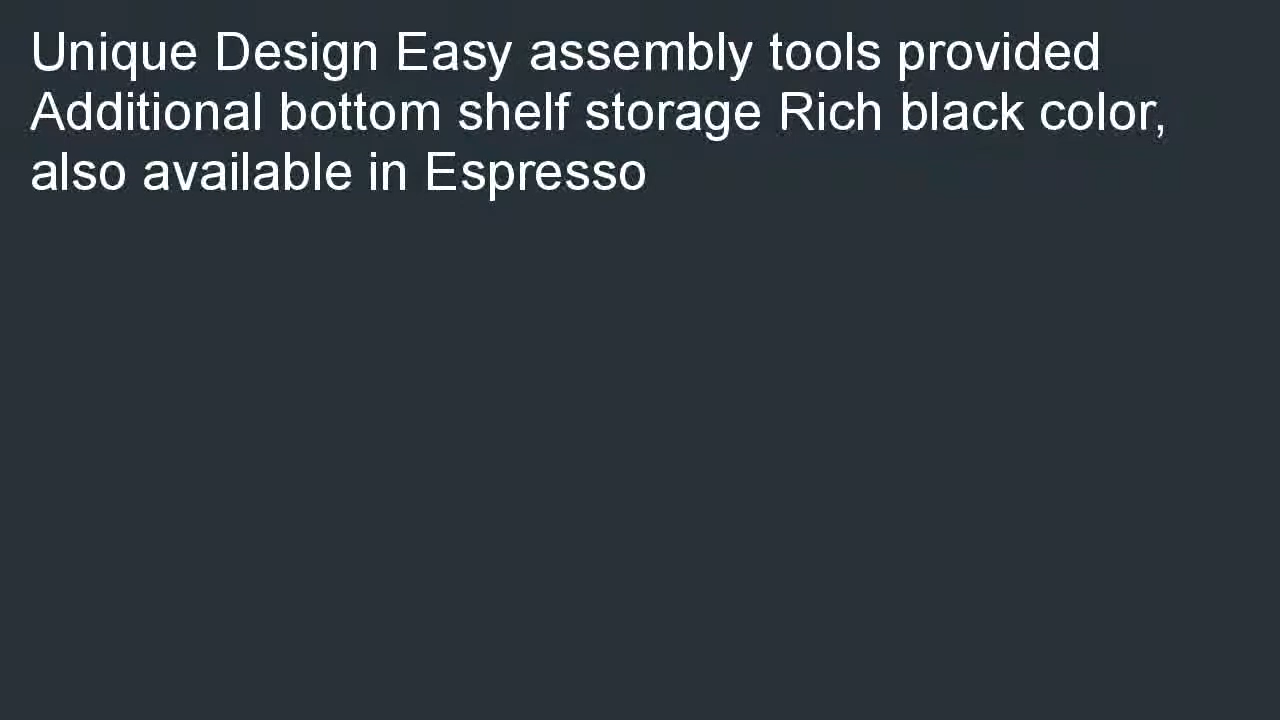 Unique Design Easy assembly tools provided
Additional bottom shelf storage Rich black color,
also available in Espresso